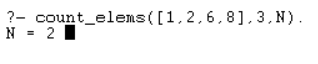 ?- count_elems([1,2,6,8],3,N).
N = 2